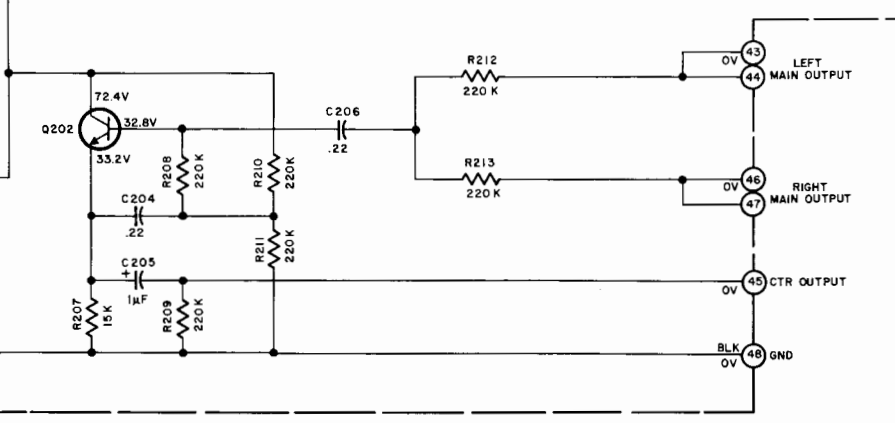 43
0V
LEFT
MAIN OUTPUT
44
R212
220 K
72.4V
Q202
32.8V
33.2V
C206
.22
R208
220K
R210
220K
R213
220 K
46
0V
RIGHT
MAIN OUTPUT
47
C204
.22
R211
220K
C205
+
1µF
R207
15K
R209
220K
45
CTR OUTPUT
0V
BLK
48
GND
0V